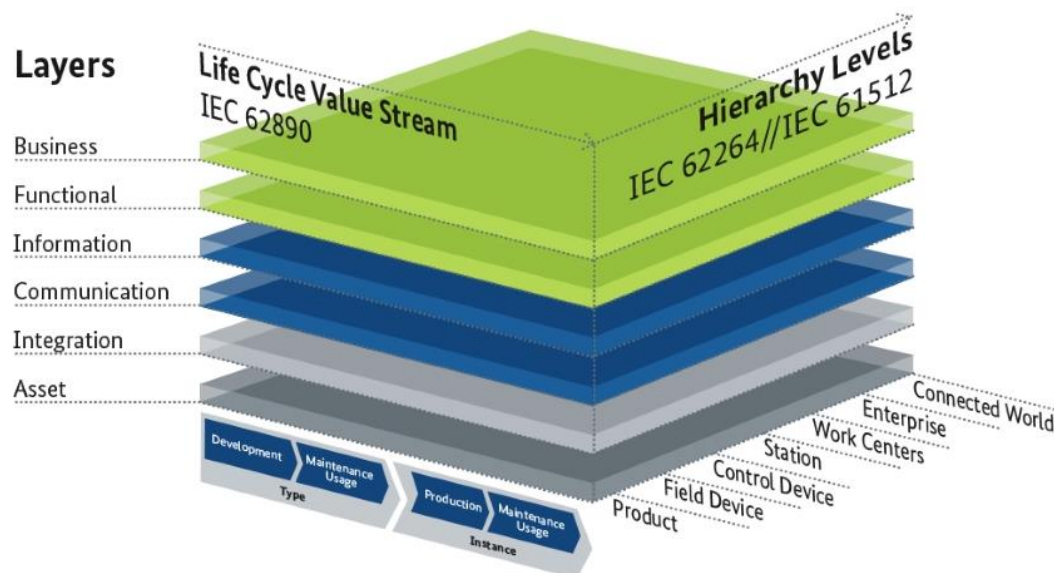 Layers
Life Cycle Value Stream
IEC 62890
Hierarchy Levels
IEC 62264//IEC 61512
Business
Functional
Information
Communication
Integration
Asset
Development
Maintenance
Usage
Type
Production
Maintenance
Usage
Instance
Product
Field Device
Control Device
Station
Work Centers
Enterprise
Connected World